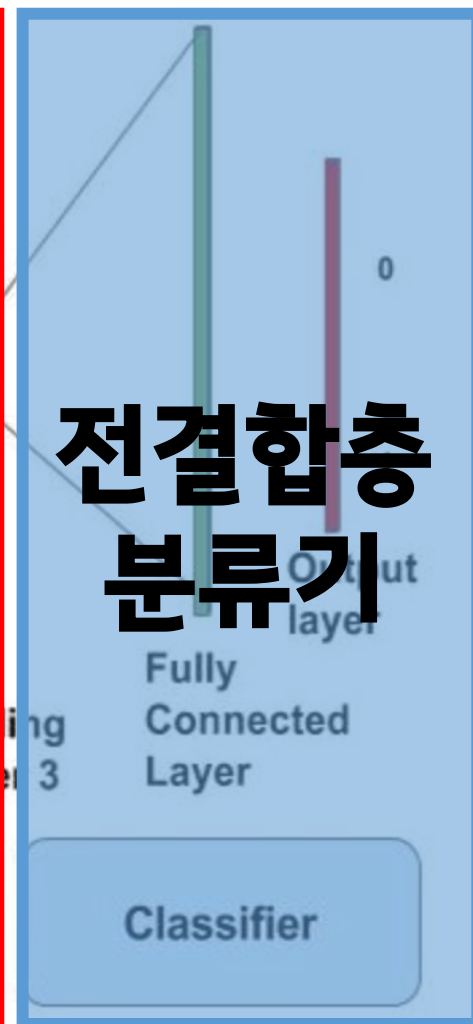 0
전결합층
분류기
Output
layer
Fully
Connected
Layer
ing
3
Classifier